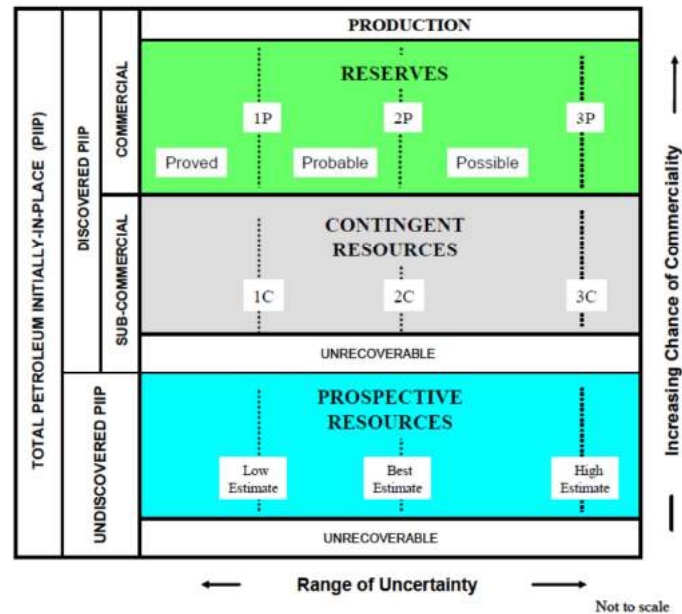 TOTAL PETROLEUM INITIALLY-IN-PLACE (PIIP)
DISCOVERED PIIP
UNDISCOVERED PIIP
COMMERCIAL
SUB-COMMERCIAL
PRODUCTION
RESERVES
1P 2P 3P
Proved Probable Possible
CONTINGENT
RESOURCES
1C 2C 3C
UNRECOVERABLE
PROSPECTIVE
RESOURCES
Low Best High
Estimate Estimate Estimate
UNRECOVERABLE
Increasing Chance of Commerciality
Range of Uncertainty
Not to scale